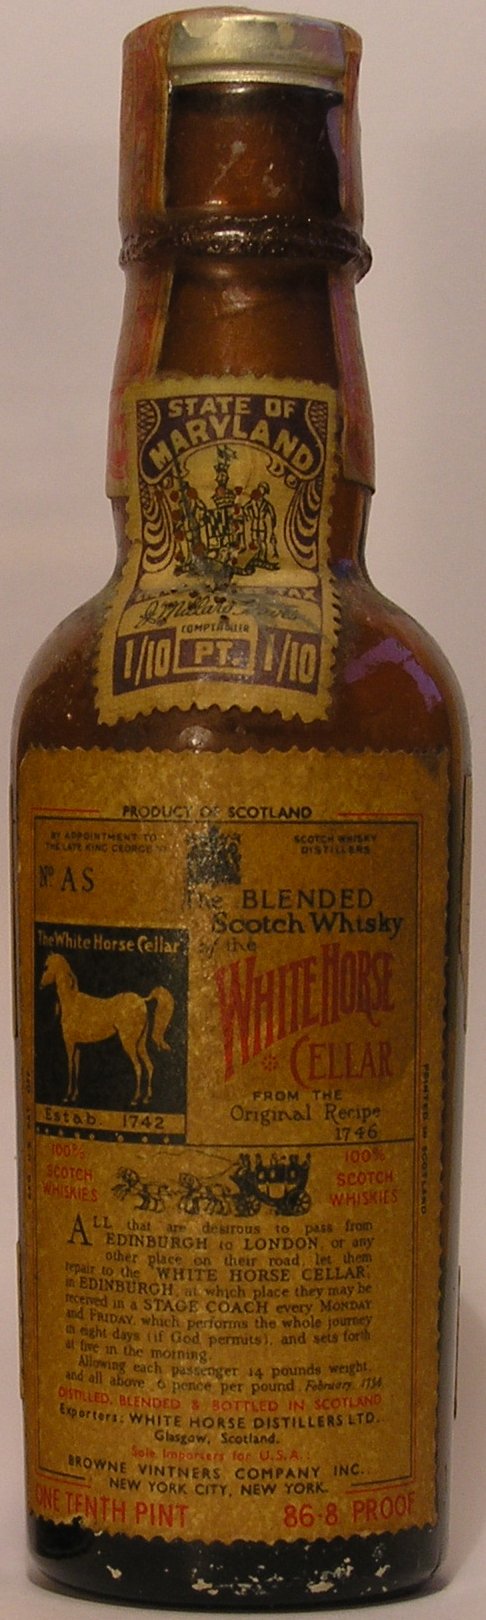 STATE OF
MARYLAND
TAX
J. Millard Tawes
COMPTROLLER
1/10 PT. 1/10
PRODUCT OF SCOTLAND
BY APPOINTMENT TO
THE LATE KING GEORGE
SCOTCH WHISKY
DISTILLERS
Nº AS
The BLENDED
Scotch Whisky
of the
WHITE HORSE
CELLAR
The White Horse Cellar
Estab. 1742
FROM THE
Original Recipe
1746
100%
SCOTCH
WHISKIES
100%
SCOTCH
WHISKIES
PRINTED IN SCOTLAND
ALL that are desirous to pass from
EDINBURGH to LONDON, or any
other place on their road, let them
repair to the WHITE HORSE CELLAR,
in EDINBURGH, at which place they may be
received in a STAGE COACH every MONDAY
and FRIDAY, which performs the whole journey
in eight days (if God permits), and sets forth
at five in the morning.
Allowing each passenger 14 pounds weight,
and all above, 6 pence per pound. February, 1754.
DISTILLED, BLENDED & BOTTLED IN SCOTLAND
Exporters: WHITE HORSE DISTILLERS LTD.
Glasgow, Scotland.
Sole Importers for U.S.A.
BROWNE VINTNERS COMPANY INC.
NEW YORK CITY, NEW YORK.
ONE TENTH PINT 86·8 PROOF